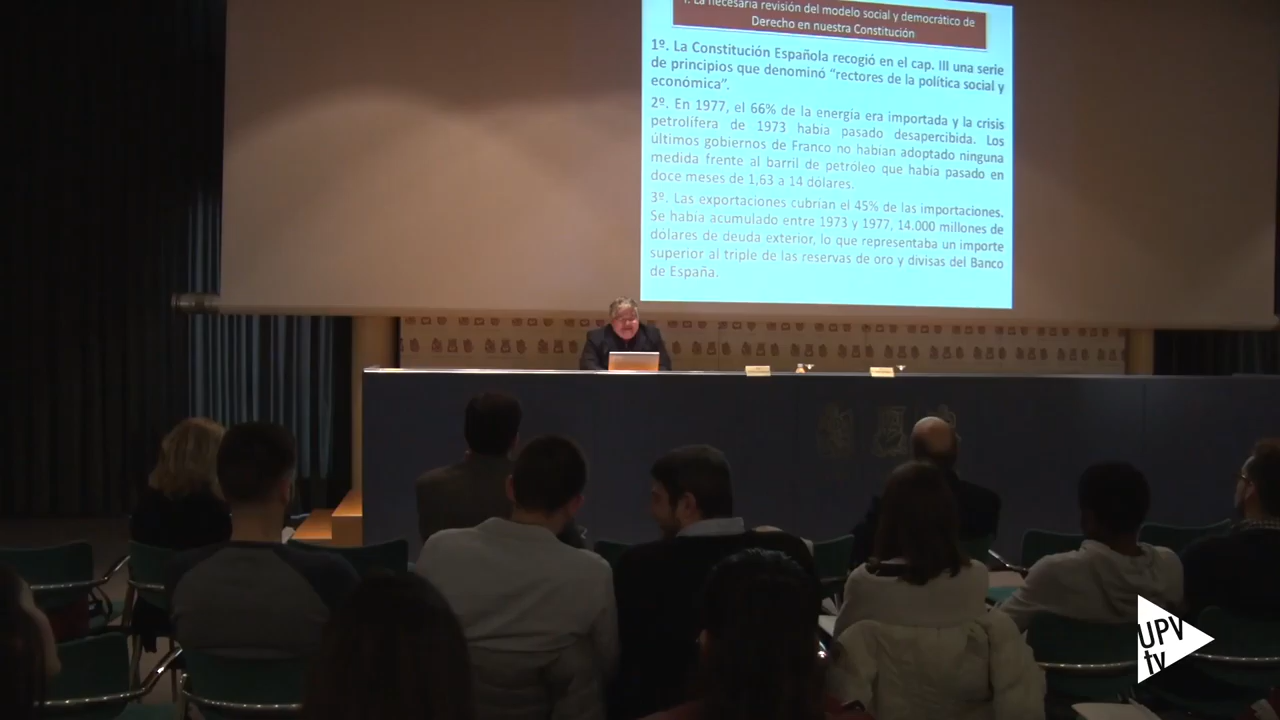 1. La necesaria revisión del modelo social y democrático de
Derecho en nuestra Constitución
1º. La Constitución Española recogió en el cap. III una serie
de principios que denominó “rectores de la política social y
económica”.
2º. En 1977, el 66% de la energía era importada y la crisis
petrolífera de 1973 había pasado desapercibida. Los
últimos gobiernos de Franco no habían adoptado ninguna
medida frente al barril de petróleo que había pasado en
doce meses de 1,63 a 14 dólares.
3º. Las exportaciones cubrían el 45% de las importaciones.
Se había acumulado entre 1973 y 1977, 14.000 millones de
dólares de deuda exterior, lo que representaba un importe
superior al triple de las reservas de oro y divisas del Banco
de España.
UPV
tv